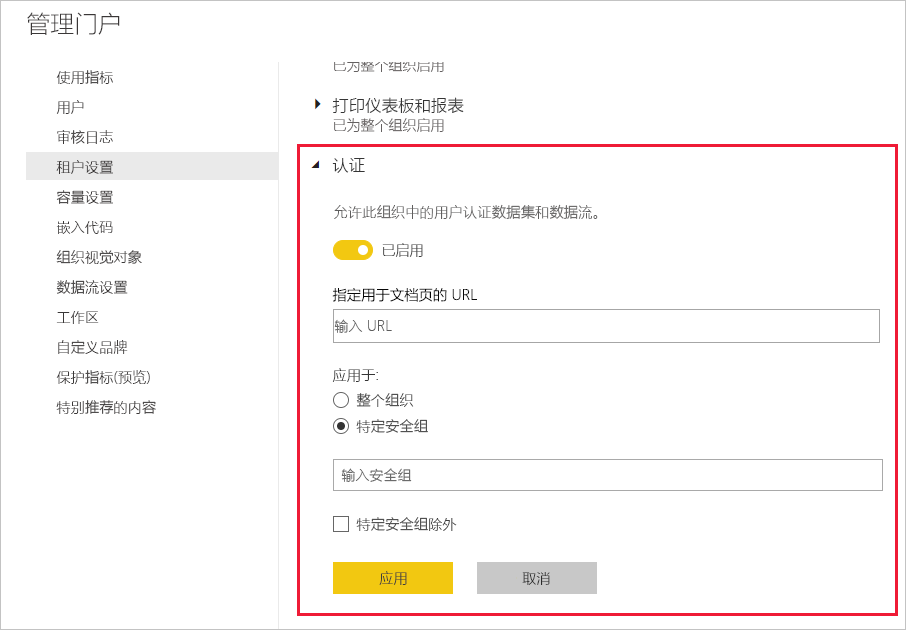 管理门户
使用指标
用户
审核日志
租户设置
容量设置
嵌入代码
组织视觉对象
数据流设置
工作区
自定义品牌
保护指标(预览)
特别推荐的内容
已为整个组织启用
打印仪表板和报表
已为整个组织启用
认证
允许此组织中的用户认证数据集和数据流。
已启用
指定用于文档页的 URL
输入 URL
应用于:
整个组织
特定安全组
输入安全组
特定安全组除外
应用
取消